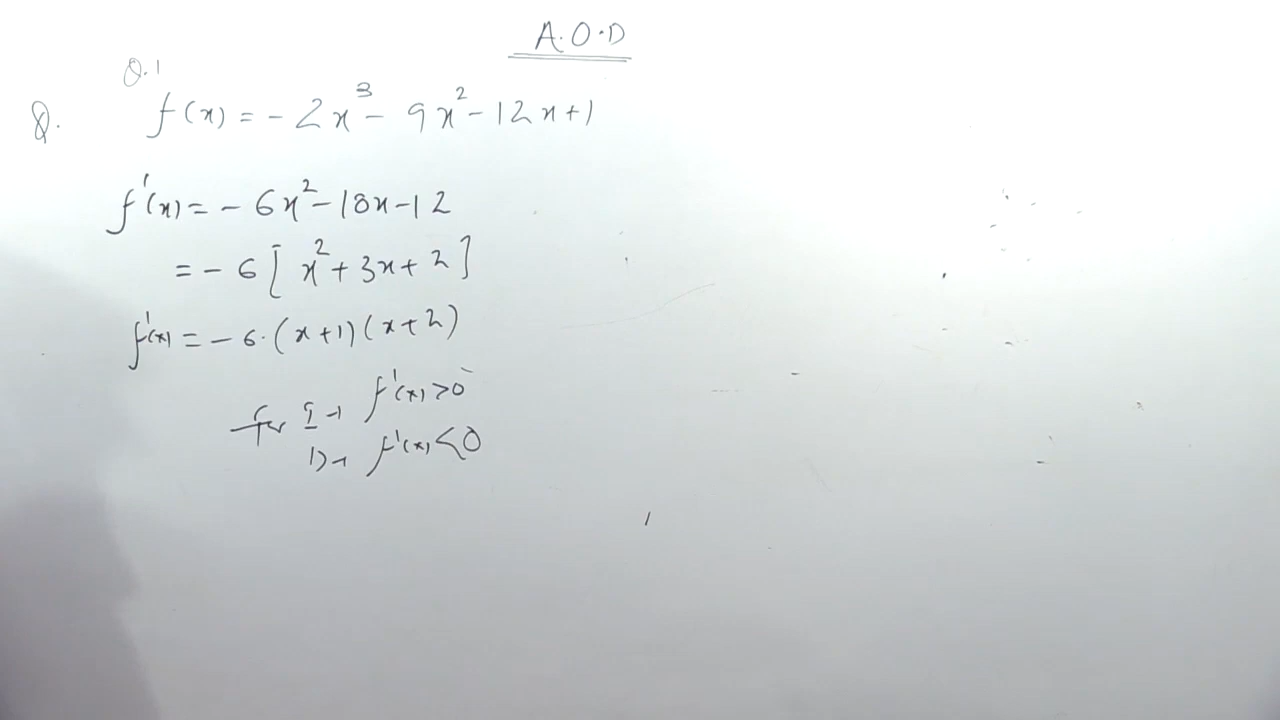 A.O.D
Q.1
Q. f(x) = - 2x³ - 9x² - 12x + 1
f'(x) = - 6x² - 18x - 12
= - 6 [ x² + 3x + 2 ]
f'(x) = - 6 · (x + 1) (x + 2)
for I → f'(x) > 0
D → f'(x) < 0